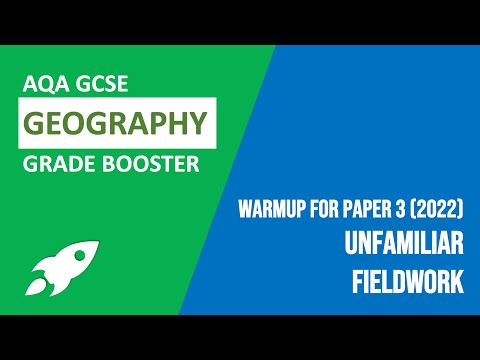 AQA GCSE
GEOGRAPHY
GRADE BOOSTER
WARMUP FOR PAPER 3 (2022)
UNFAMILIAR
FIELDWORK